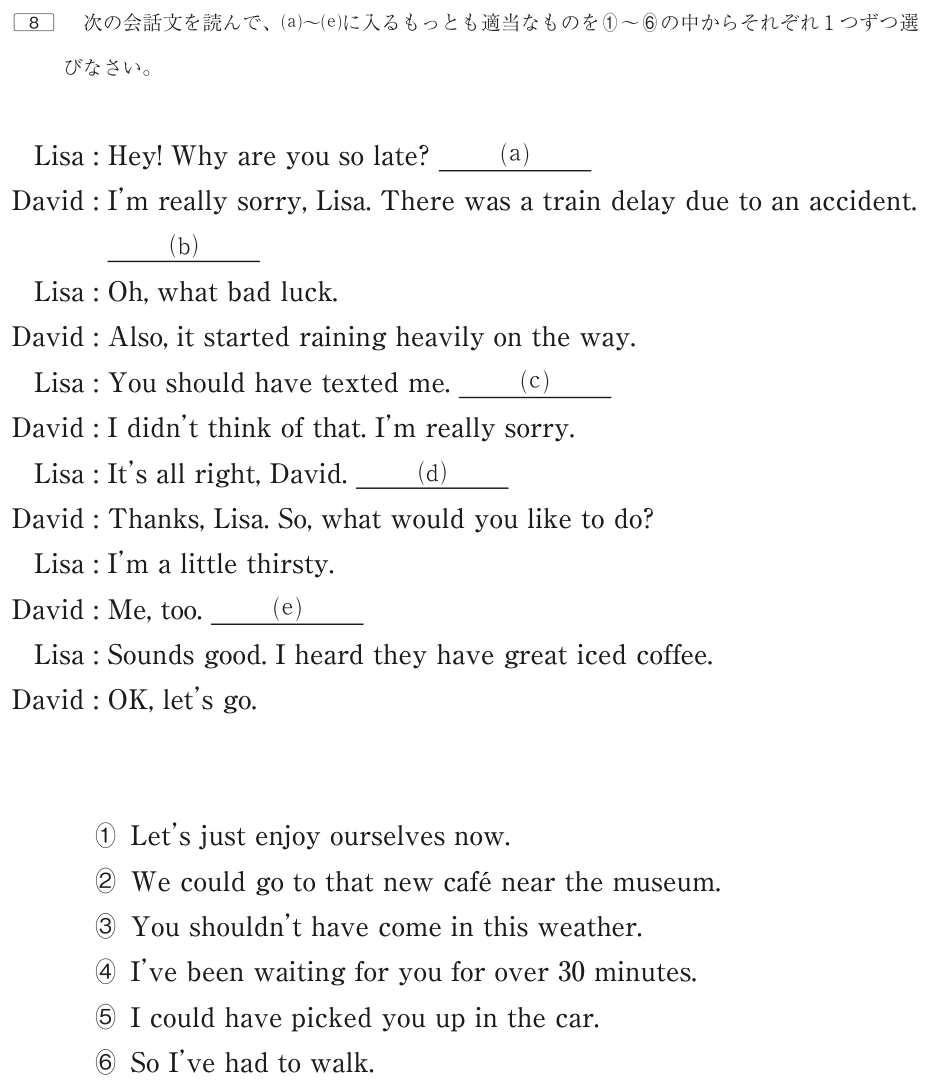 8 次の会話文を読んで、(a)～(e)に入るもっとも適当なものを①～⑥の中からそれぞれ1つずつ選
びなさい。
Lisa : Hey! Why are you so late? (a)
David : I'm really sorry, Lisa. There was a train delay due to an accident.
(b)
Lisa : Oh, what bad luck.
David : Also, it started raining heavily on the way.
Lisa : You should have texted me. (c)
David : I didn't think of that. I'm really sorry.
Lisa : It's all right, David. (d)
David : Thanks, Lisa. So, what would you like to do?
Lisa : I'm a little thirsty.
David : Me, too. (e)
Lisa : Sounds good. I heard they have great iced coffee.
David : OK, let's go.
① Let's just enjoy ourselves now.
② We could go to that new café near the museum.
③ You shouldn't have come in this weather.
④ I've been waiting for you for over 30 minutes.
⑤ I could have picked you up in the car.
⑥ So I've had to walk.